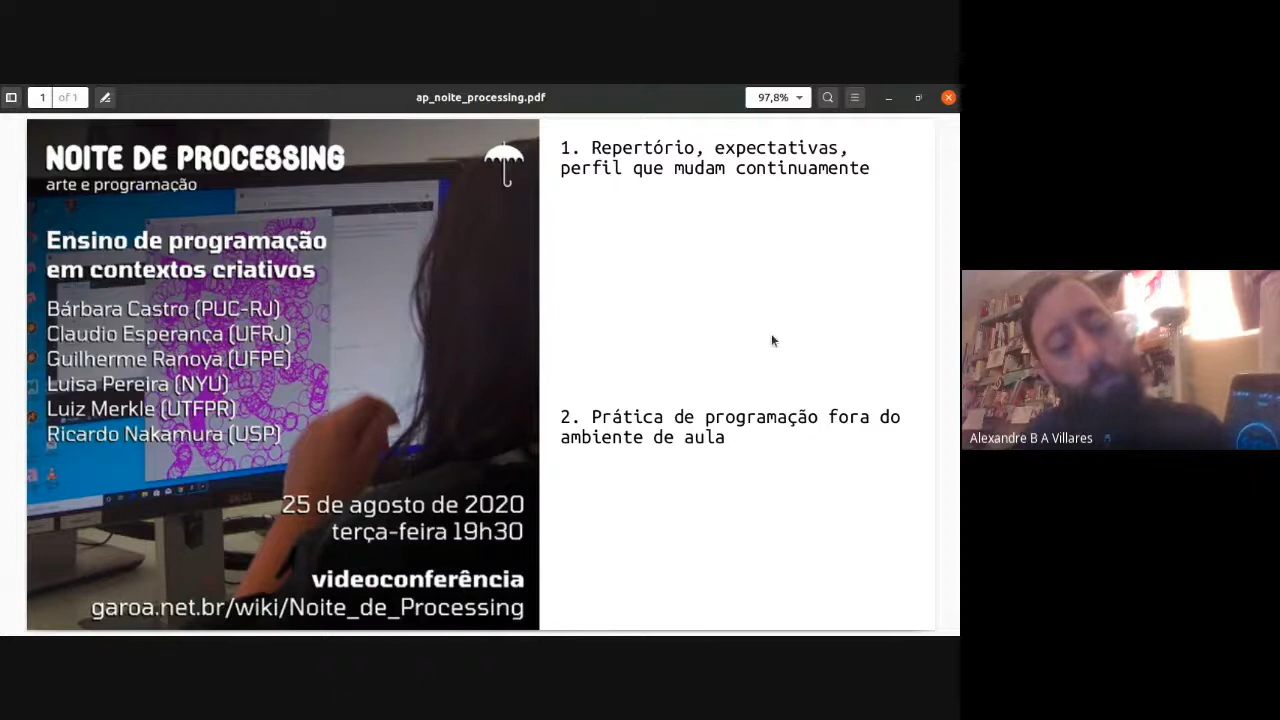 1 of 1
ap_noite_processing.pdf
97,8%
NOITE DE PROCESSING
arte e programação
Ensino de programação
em contextos criativos
Bárbara Castro (PUC-RJ)
Claudio Esperança (UFRJ)
Guilherme Ranoya (UFPE)
Luisa Pereira (NYU)
Luiz Merkle (UTFPR)
Ricardo Nakamura (USP)
25 de agosto de 2020
terça-feira 19h30
videoconferência
garoa.net.br/wiki/Noite_de_Processing
1. Repertório, expectativas,
perfil que mudam continuamente
2. Prática de programação fora do
ambiente de aula
Alexandre B A Villares